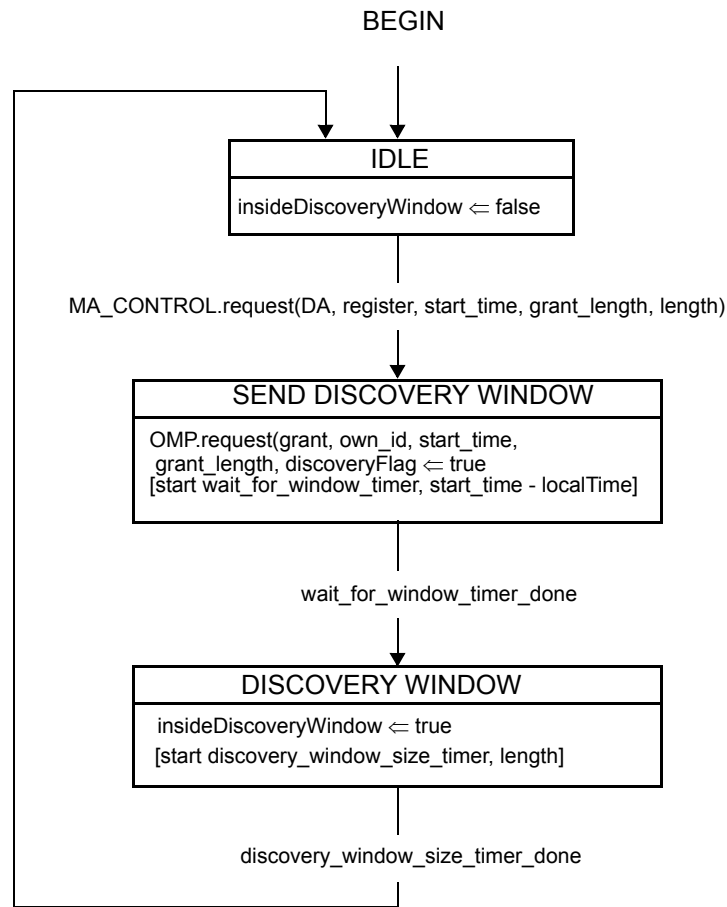 BEGIN
IDLE
insideDiscoveryWindow ⇐ false
MA_CONTROL.request(DA, register, start_time, grant_length, length)
SEND DISCOVERY WINDOW
OMP.request(grant, own_id, start_time,
grant_length, discoveryFlag ⇐ true
[start wait_for_window_timer, start_time - localTime]
wait_for_window_timer_done
DISCOVERY WINDOW
insideDiscoveryWindow ⇐ true
[start discovery_window_size_timer, length]
discovery_window_size_timer_done